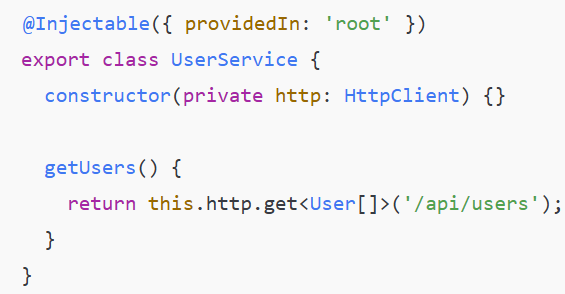 @Injectable({ providedIn: 'root' })
export class UserService {
  constructor(private http: HttpClient) {}

  getUsers() {
    return this.http.get<User[]>('/api/users');
  }
}